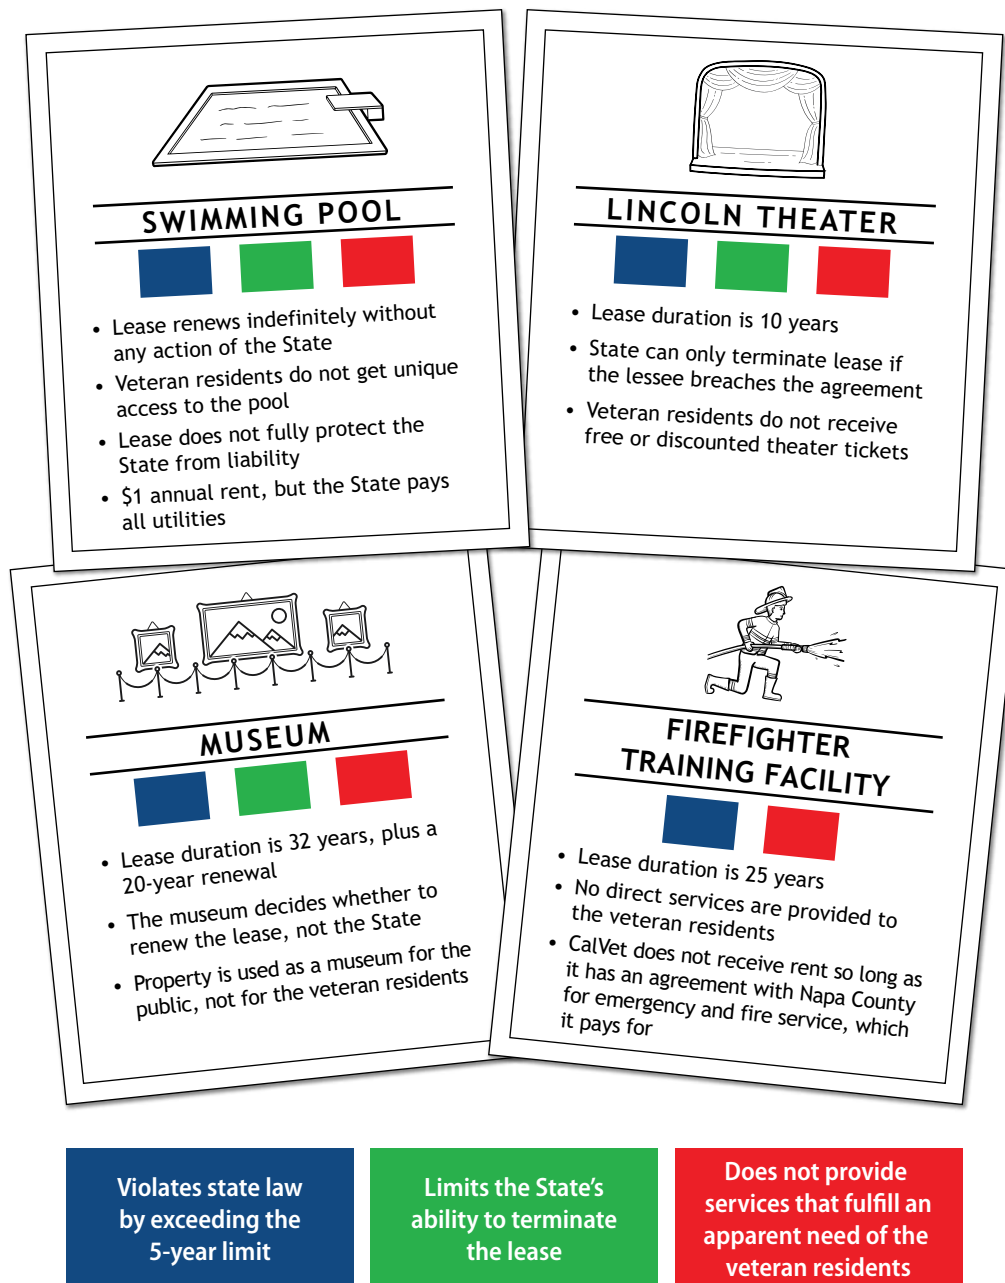 SWIMMING POOL
• Lease renews indefinitely without
any action of the State
• Veteran residents do not get unique
access to the pool
• Lease does not fully protect the
State from liability
• $1 annual rent, but the State pays
all utilities
LINCOLN THEATER
• Lease duration is 10 years
• State can only terminate lease if
the lessee breaches the agreement
• Veteran residents do not receive
free or discounted theater tickets
MUSEUM
• Lease duration is 32 years, plus a
20-year renewal
• The museum decides whether to
renew the lease, not the State
• Property is used as a museum for the
public, not for the veteran residents
FIREFIGHTER
TRAINING FACILITY
• Lease duration is 25 years
• No direct services are provided to
the veteran residents
• CalVet does not receive rent so long as
it has an agreement with Napa County
for emergency and fire service, which
it pays for
Violates state law
by exceeding the
5-year limit
Limits the State's
ability to terminate
the lease
Does not provide
services that fulfill an
apparent need of the
veteran residents